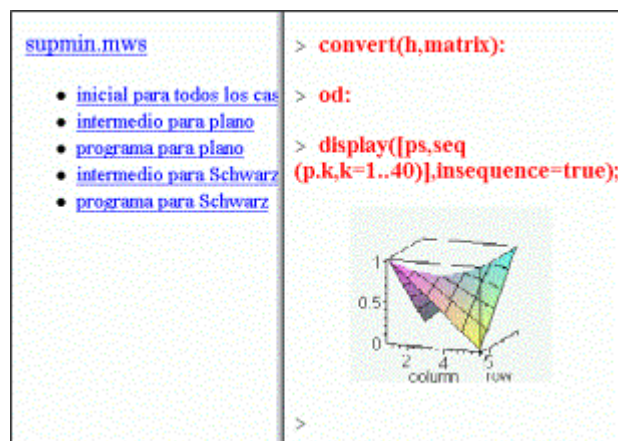 supmin.mws
inicial para todos los cas
intermedio para plano
programa para plano
intermedio para Schwarz
programa para Schwarz
> convert(h,matrix):
> od:
> display([ps,seq
(p.k,k=1..40)],insequence=true);
1
0.5
0
2 4 5
column row
>